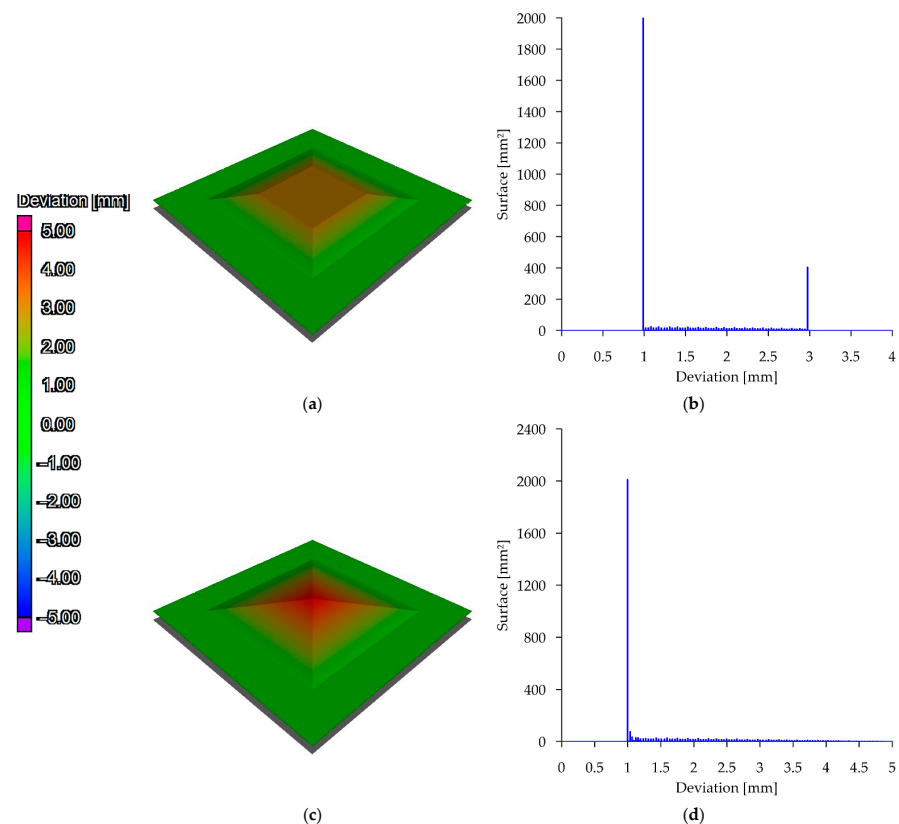 Deviation [mm]
5.00
4.00
3.00
2.00
1.00
0.00
–1.00
–2.00
–3.00
–4.00
–5.00
(a)
2000
1800
1600
1400
1200
1000
800
600
400
200
0
Surface [mm²]
0 0.5 1 1.5 2 2.5 3 3.5 4
Deviation [mm]
(b)
(c)
2400
2000
1600
1200
800
400
0
Surface [mm²]
0 0.5 1 1.5 2 2.5 3 3.5 4 4.5 5
Deviation [mm]
(d)